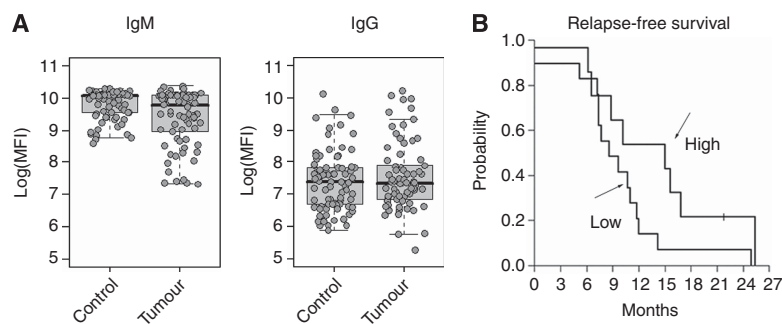 A
IgM
IgG
B
Relapse-free survival
Log(MFI)
11
10
9
8
7
6
5
Control
Tumour
Log(MFI)
11
10
9
8
7
6
5
Control
Tumour
Probability
1.0
0.8
0.6
0.4
0.2
0.0
High
Low
0 3 6 9 12 15 18 21 24 27
Months